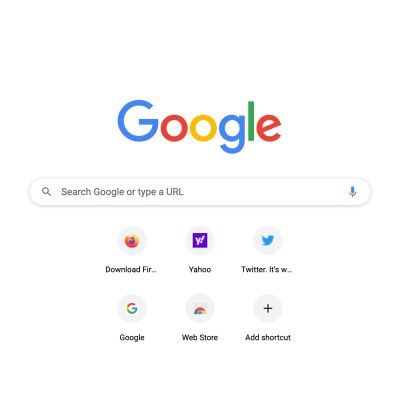 Google
Search Google or type a URL
Download Fir...
Yahoo
Twitter. It's w...
Google
Web Store
Add shortcut